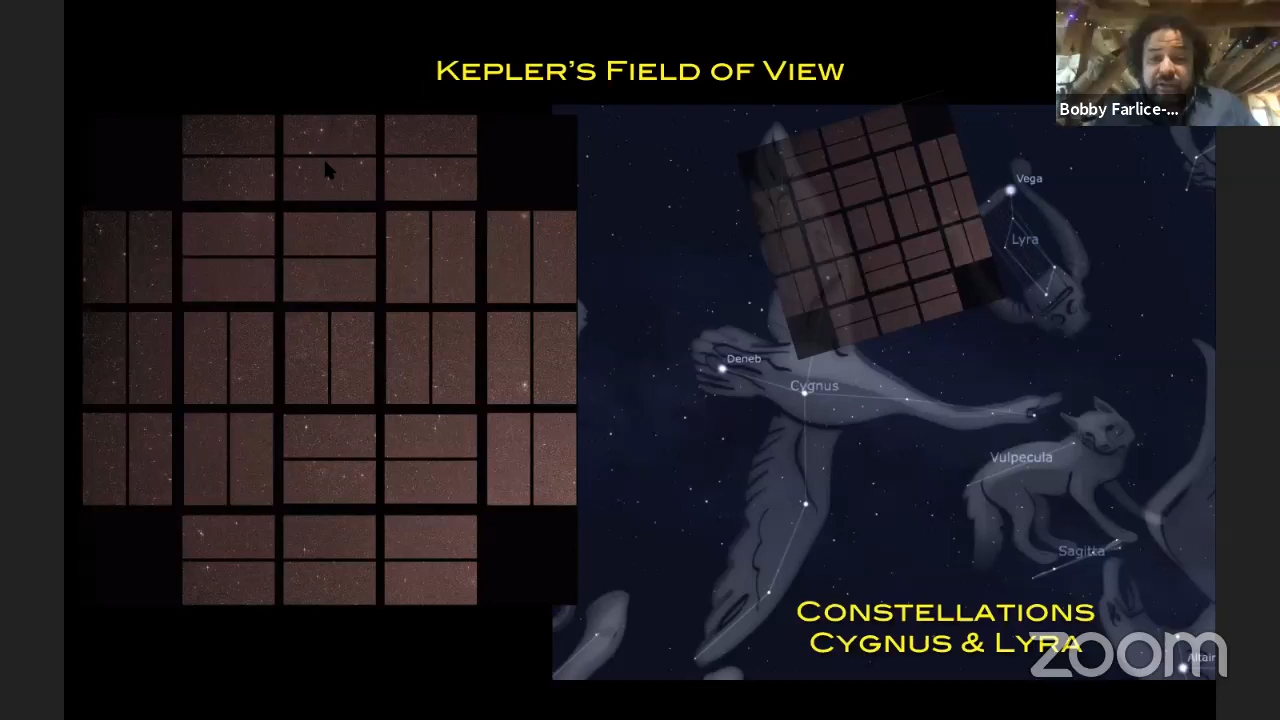 KEPLER'S FIELD OF VIEW
Bobby Farlice-...
Vega
Lyra
Deneb
Cygnus
Vulpecula
Sagitta
CONSTELLATIONS
CYGNUS & LYRA
zoom
Altair